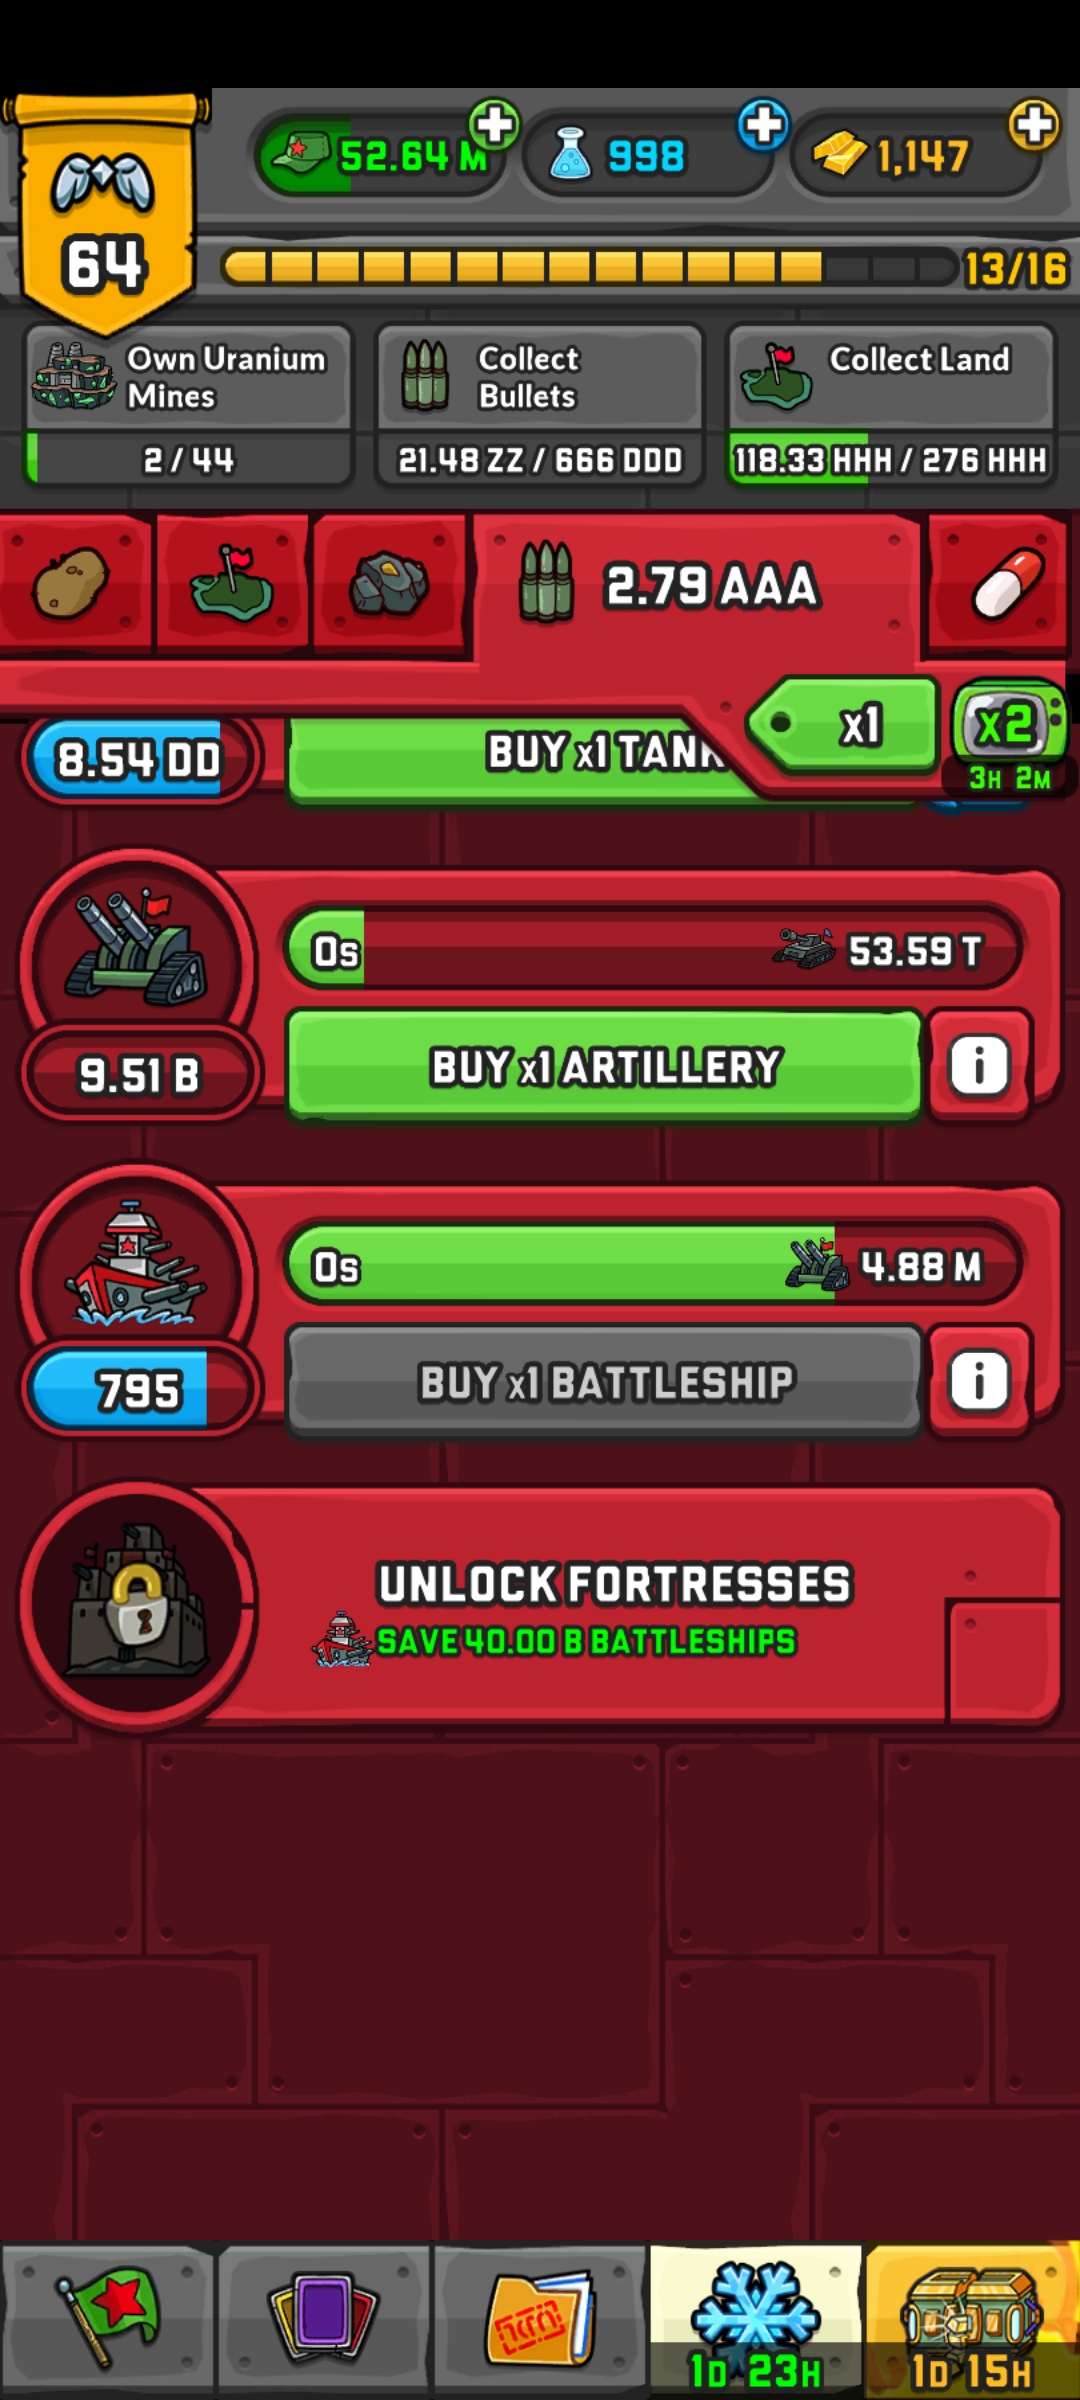 52.64 M
998
1,147
64
13/16
Own Uranium
Mines
2 / 44
Collect
Bullets
21.48 ZZ / 666 DDD
Collect Land
118.33 HHH / 276 HHH
2.79 AAA
x1
x2
3H 2M
8.54 DD
BUY x1 TANK
0s
53.59 T
9.51 B
BUY x1 ARTILLERY
i
0s
4.88 M
795
BUY x1 BATTLESHIP
i
UNLOCK FORTRESSES
SAVE 40.00 B BATTLESHIPS
1D 23H
1D 15H